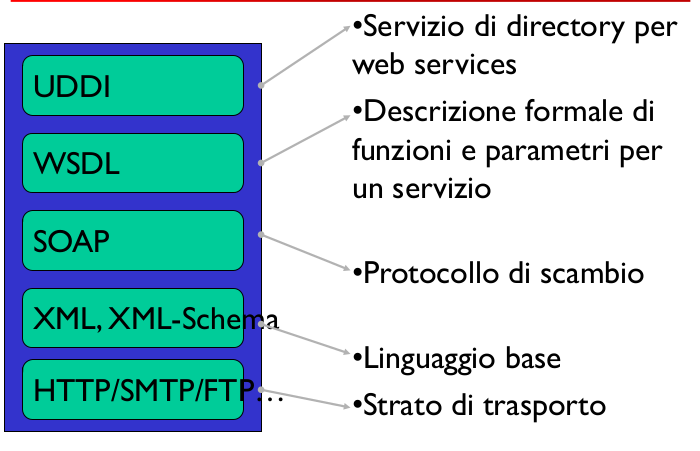 UDDI
WSDL
SOAP
XML, XML-Schema
HTTP/SMTP/FTP…
•Servizio di directory per
web services
•Descrizione formale di
funzioni e parametri per
un servizio
•Protocollo di scambio
•Linguaggio base
•Strato di trasporto